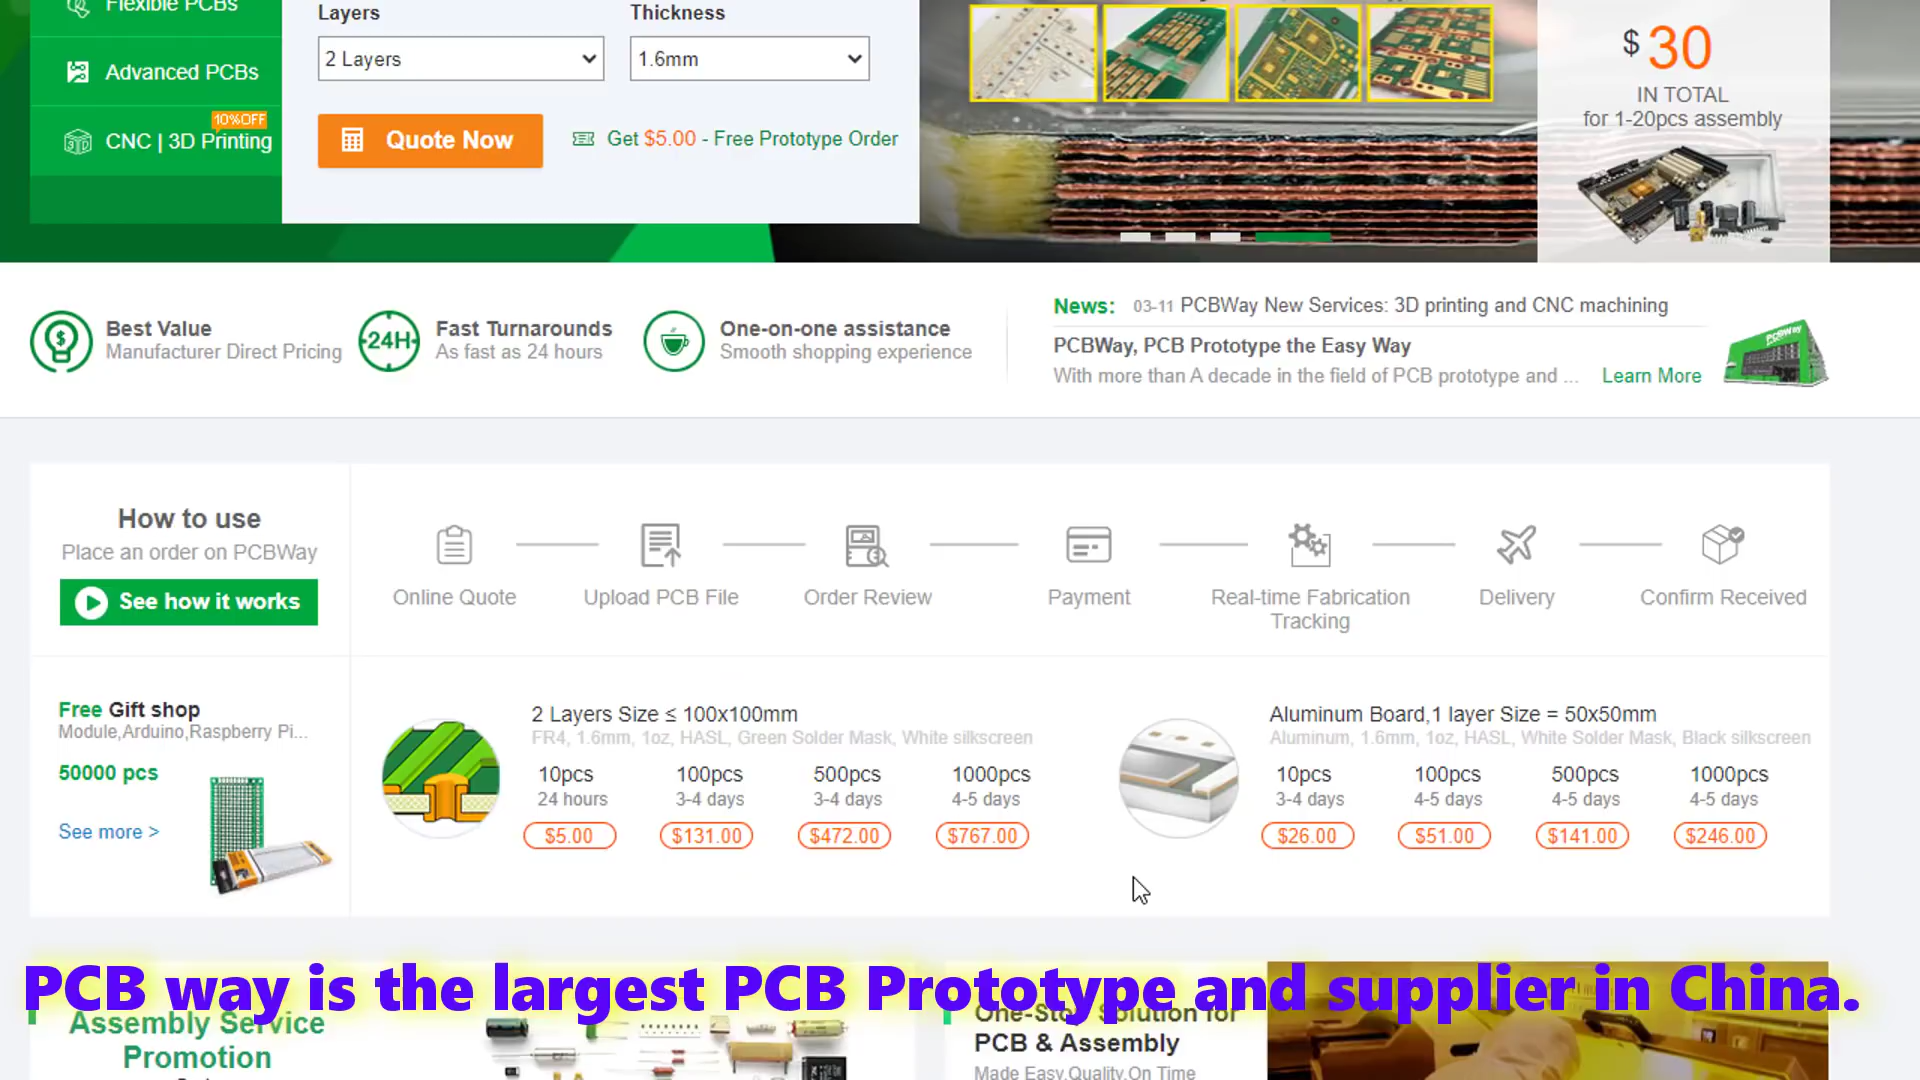 Flexible PCBs
Advanced PCBs
10%OFF
CNC | 3D Printing
Layers
Thickness
2 Layers
1.6mm
Quote Now
Get $5.00 - Free Prototype Order
$30
IN TOTAL
for 1-20pcs assembly
Best Value
Manufacturer Direct Pricing
24H
Fast Turnarounds
As fast as 24 hours
One-on-one assistance
Smooth shopping experience
News: 03-11 PCBWay New Services: 3D printing and CNC machining
PCBWay, PCB Prototype the Easy Way
With more than A decade in the field of PCB prototype and ... Learn More
PCBWay
How to use
Place an order on PCBWay
See how it works
Online Quote
Upload PCB File
Order Review
Payment
Real-time Fabrication
Tracking
Delivery
Confirm Received
Free Gift shop
Module,Arduino,Raspberry Pi...
50000 pcs
See more >
2 Layers Size ≤ 100x100mm
FR4, 1.6mm, 1oz, HASL, Green Solder Mask, White silkscreen
10pcs 100pcs 500pcs 1000pcs
24 hours 3-4 days 3-4 days 4-5 days
$5.00 $131.00 $472.00 $767.00
Aluminum Board,1 layer Size = 50x50mm
Aluminum, 1.6mm, 1oz, HASL, White Solder Mask, Black silkscreen
10pcs 100pcs 500pcs 1000pcs
3-4 days 4-5 days 4-5 days 4-5 days
$26.00 $51.00 $141.00 $246.00
PCB way is the largest PCB Prototype and supplier in China.
Assembly Service
Promotion
One-Stop Solution for
PCB & Assembly
Made Easy,Quality,On Time